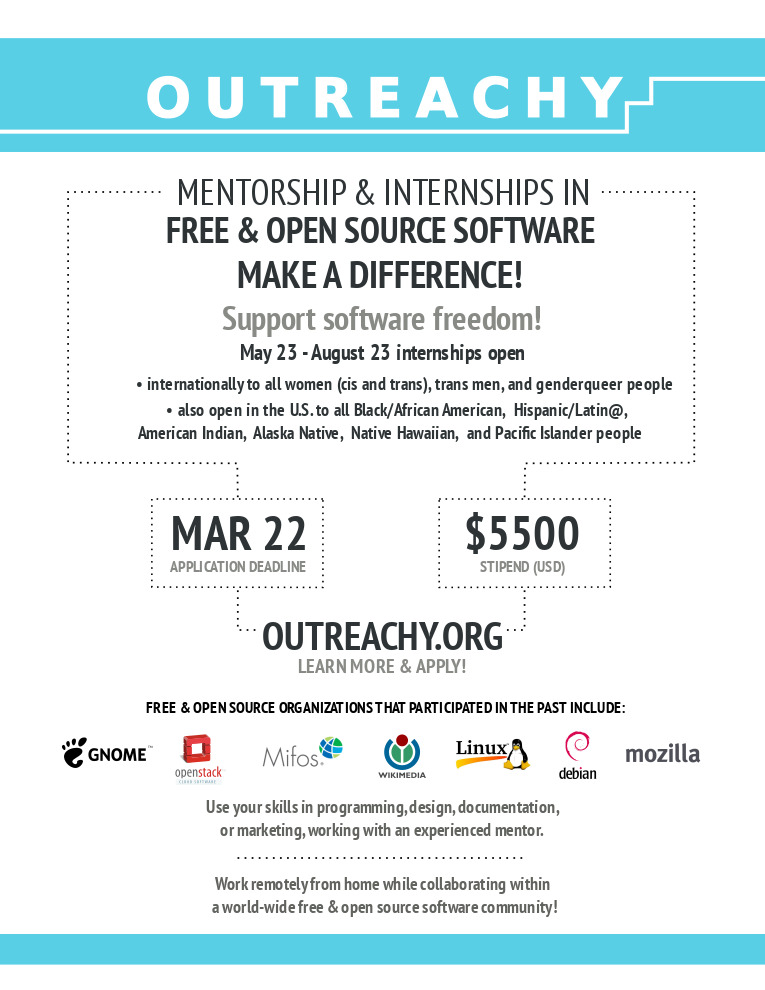 OUTREACHY
MENTORSHIP & INTERNSHIPS IN
FREE & OPEN SOURCE SOFTWARE
MAKE A DIFFERENCE!
Support software freedom!
May 23 - August 23 internships open
• internationally to all women (cis and trans), trans men, and genderqueer people
• also open in the U.S. to all Black/African American, Hispanic/Latin@,
American Indian, Alaska Native, Native Hawaiian, and Pacific Islander people
MAR 22
APPLICATION DEADLINE
$5500
STIPEND (USD)
OUTREACHY.ORG
LEARN MORE & APPLY!
FREE & OPEN SOURCE ORGANIZATIONS THAT PARTICIPATED IN THE PAST INCLUDE:
GNOME™
openstack
CLOUD SOFTWARE
Mifos®
WIKIMEDIA
Linux
debian
mozilla
Use your skills in programming, design, documentation,
or marketing, working with an experienced mentor.
Work remotely from home while collaborating within
a world-wide free & open source software community!